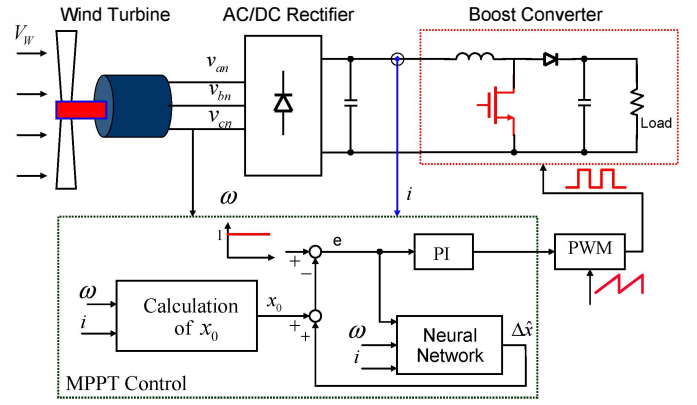 Wind Turbine
AC/DC Rectifier
Boost Converter
V_W
v_an
v_bn
v_cn
Load
ω
i
1
e
+
−
PI
PWM
ω
i
Calculation
of x_0
x_0
+
+
ω
i
Neural
Network
Δx̂
MPPT Control